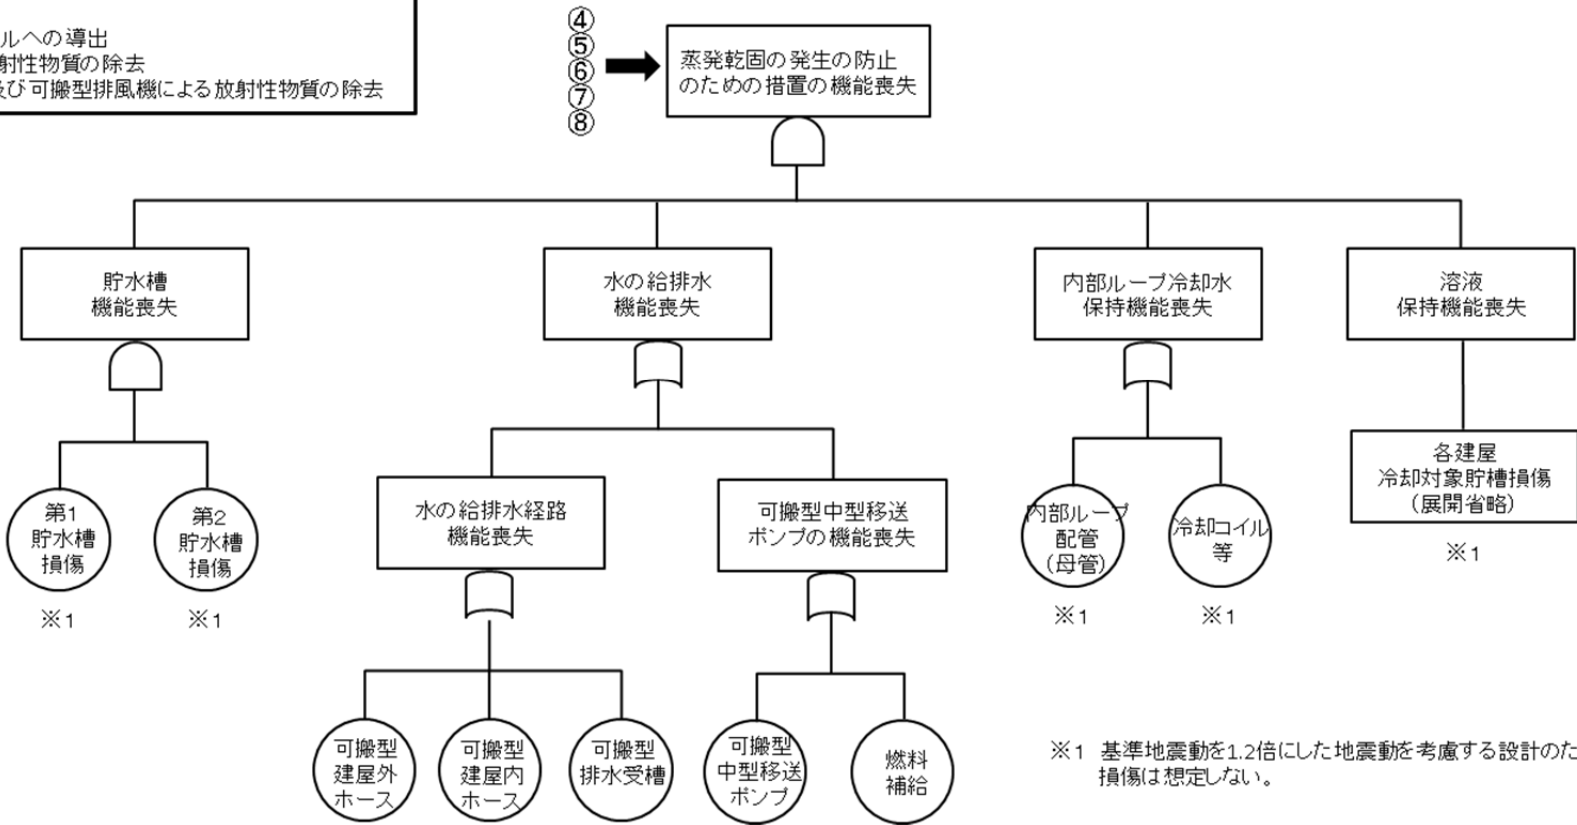 ルへの導出
射性物質の除去
及び可搬型排風機による放射性物質の除去
④
⑤
⑥
⑦
⑧
蒸発乾固の発生の防止
のための措置の機能喪失
貯水槽
機能喪失
水の給排水
機能喪失
内部ループ冷却水
保持機能喪失
溶液
保持機能喪失
水の給排水経路
機能喪失
可搬型中型移送
ポンプの機能喪失
各建屋
冷却対象貯槽損傷
（展開省略）
※1
第1
貯水槽
損傷
※1
第2
貯水槽
損傷
※1
内部ループ
配管
（母管）
※1
冷却コイル
等
※1
可搬型
建屋外
ホース
可搬型
建屋内
ホース
可搬型
排水受槽
可搬型
中型移送
ポンプ
燃料
補給
※1 基準地震動を1.2倍にした地震動を考慮する設計のた
損傷は想定しない。